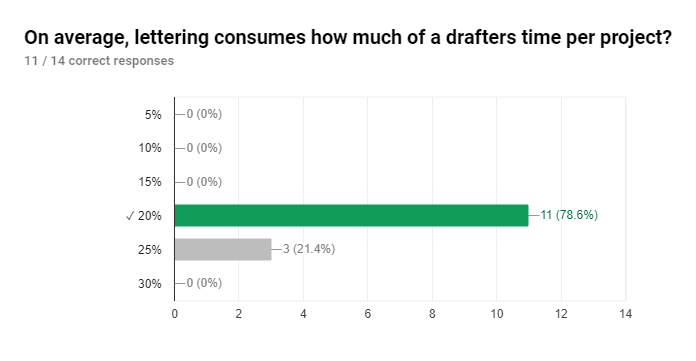 On average, lettering consumes how much of a drafters time per project?
11 / 14 correct responses
5% 0 (0%)
10% 0 (0%)
15% 0 (0%)
✓ 20% 11 (78.6%)
25% 3 (21.4%)
30% 0 (0%)
0 2 4 6 8 10 12 14